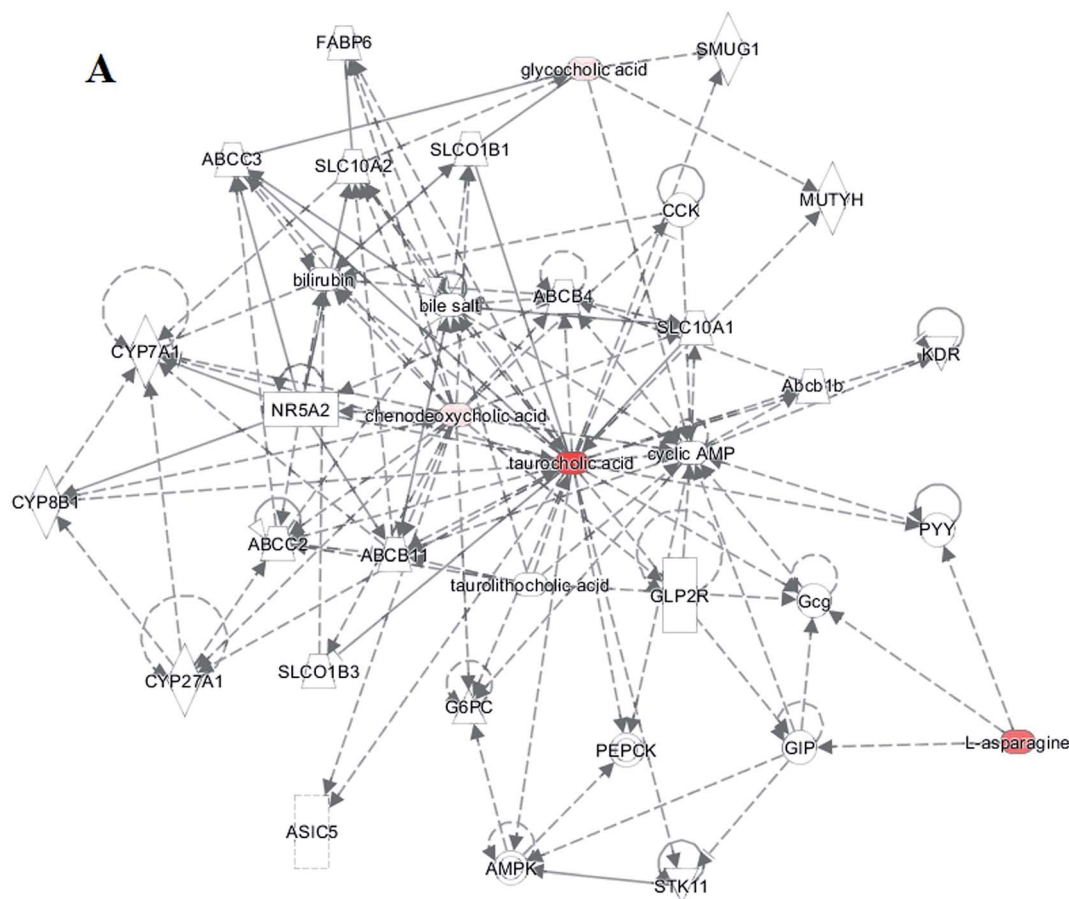 FABP6
SMUG1
A
glycocholic acid
SLCO1B1
ABCC3
SLC10A2
MUTYH
CCK
bilirubin
ABCB4
bile salt
SLC10A1
CYP7A1
KDR
Abcb1b
NR5A2
chenodeoxycholic acid
taurocholic acid
cyclic AMP
CYP8B1
PYY
ABCC2
ABCB11
taurolithocholic acid
GLP2R
Gcg
CYP27A1
SLCO1B3
G6PC
PEPCK
GIP
L-asparagine
ASIC5
AMPK
STK11